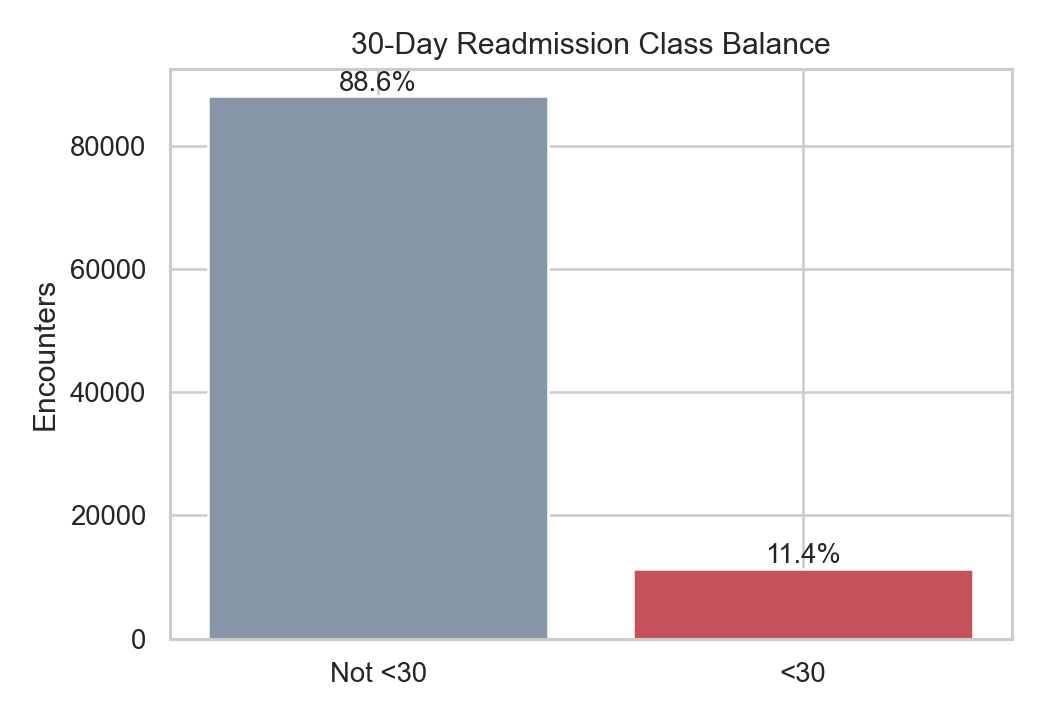 30-Day Readmission Class Balance
88.6%
80000
60000
Encounters
40000
20000
11.4%
0
Not <30
<30